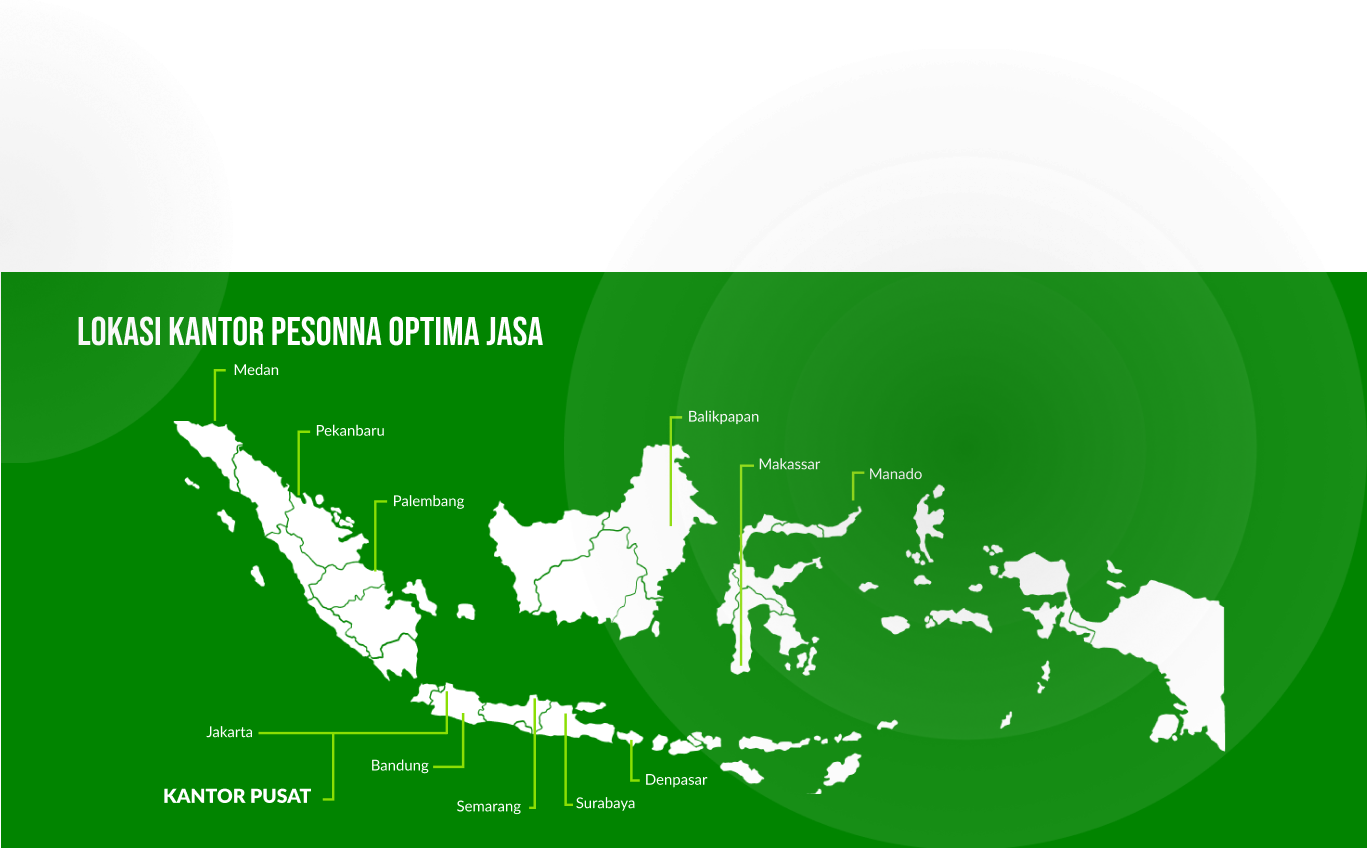 LOKASI KANTOR PESONNA OPTIMA JASA
Medan
Balikpapan
Pekanbaru
Makassar
Manado
Palembang
Jakarta
Bandung
Denpasar
KANTOR PUSAT
Semarang
Surabaya